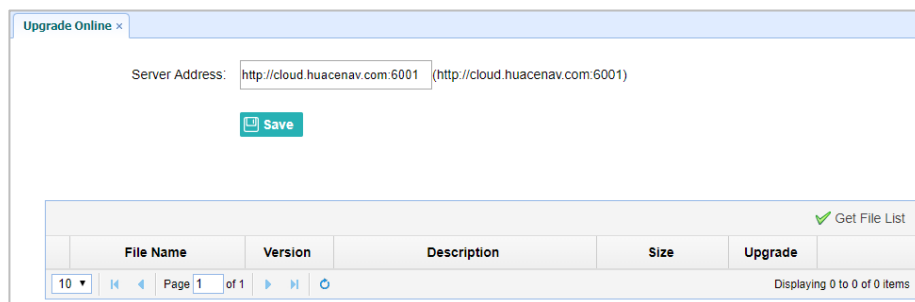 Upgrade Online ×
Server Address: http://cloud.huacenav.com:6001 (http://cloud.huacenav.com:6001)
Save
Get File List
File Name Version Description Size Upgrade
10 Page 1 of 1 Displaying 0 to 0 of 0 items